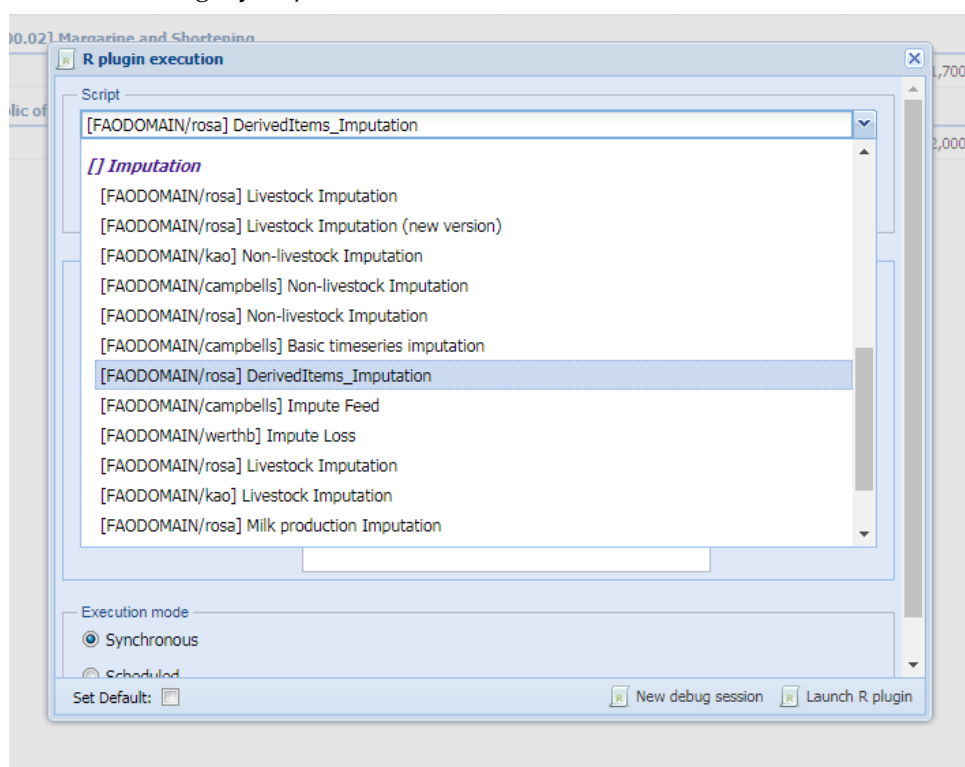 00.02] Margarine and Shortening
R plugin execution
1,700
Script
lic of
[FAODOMAIN/rosa] DerivedItems_Imputation
2,000
[] Imputation
[FAODOMAIN/rosa] Livestock Imputation
[FAODOMAIN/rosa] Livestock Imputation (new version)
[FAODOMAIN/kao] Non-livestock Imputation
[FAODOMAIN/campbells] Non-livestock Imputation
[FAODOMAIN/rosa] Non-livestock Imputation
[FAODOMAIN/campbells] Basic timeseries imputation
[FAODOMAIN/rosa] DerivedItems_Imputation
[FAODOMAIN/campbells] Impute Feed
[FAODOMAIN/werthb] Impute Loss
[FAODOMAIN/rosa] Livestock Imputation
[FAODOMAIN/kao] Livestock Imputation
[FAODOMAIN/rosa] Milk production Imputation
Execution mode
Synchronous
Scheduled
Set Default:
R New debug session R Launch R plugin